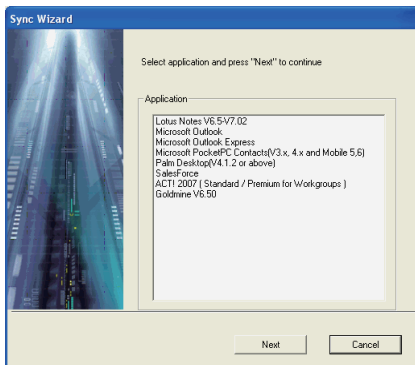 Sync Wizard
Select application and press "Next" to continue
Application
Lotus Notes V6.5-V7.02
Microsoft Outlook
Microsoft Outlook Express
Microsoft PocketPC Contacts(V3.x, 4.x and Mobile 5,6)
Palm Desktop(V4.1.2 or above)
SalesForce
ACT! 2007 ( Standard / Premium for Workgroups )
Goldmine V6.50
Next
Cancel